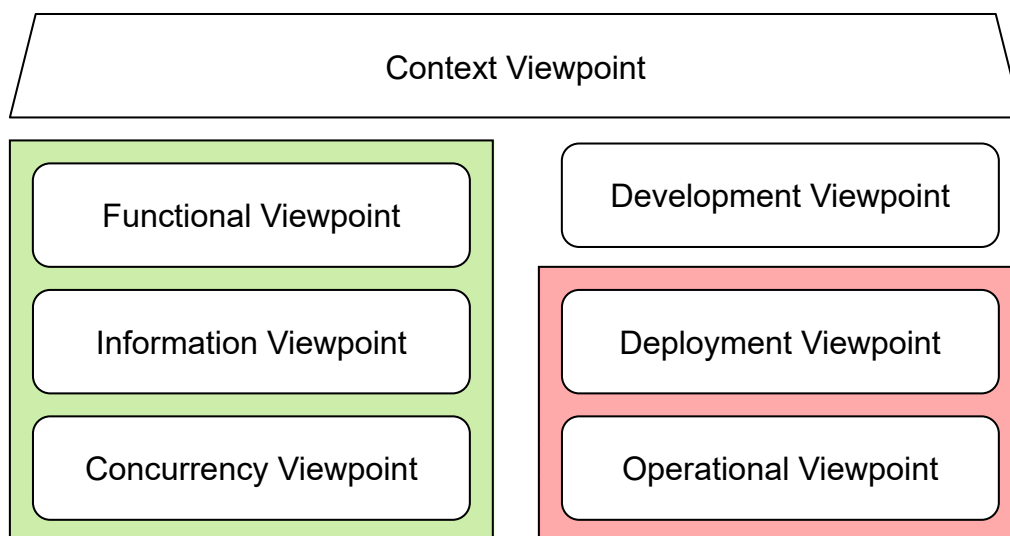 Context Viewpoint
Functional Viewpoint
Information Viewpoint
Concurrency Viewpoint
Development Viewpoint
Deployment Viewpoint
Operational Viewpoint